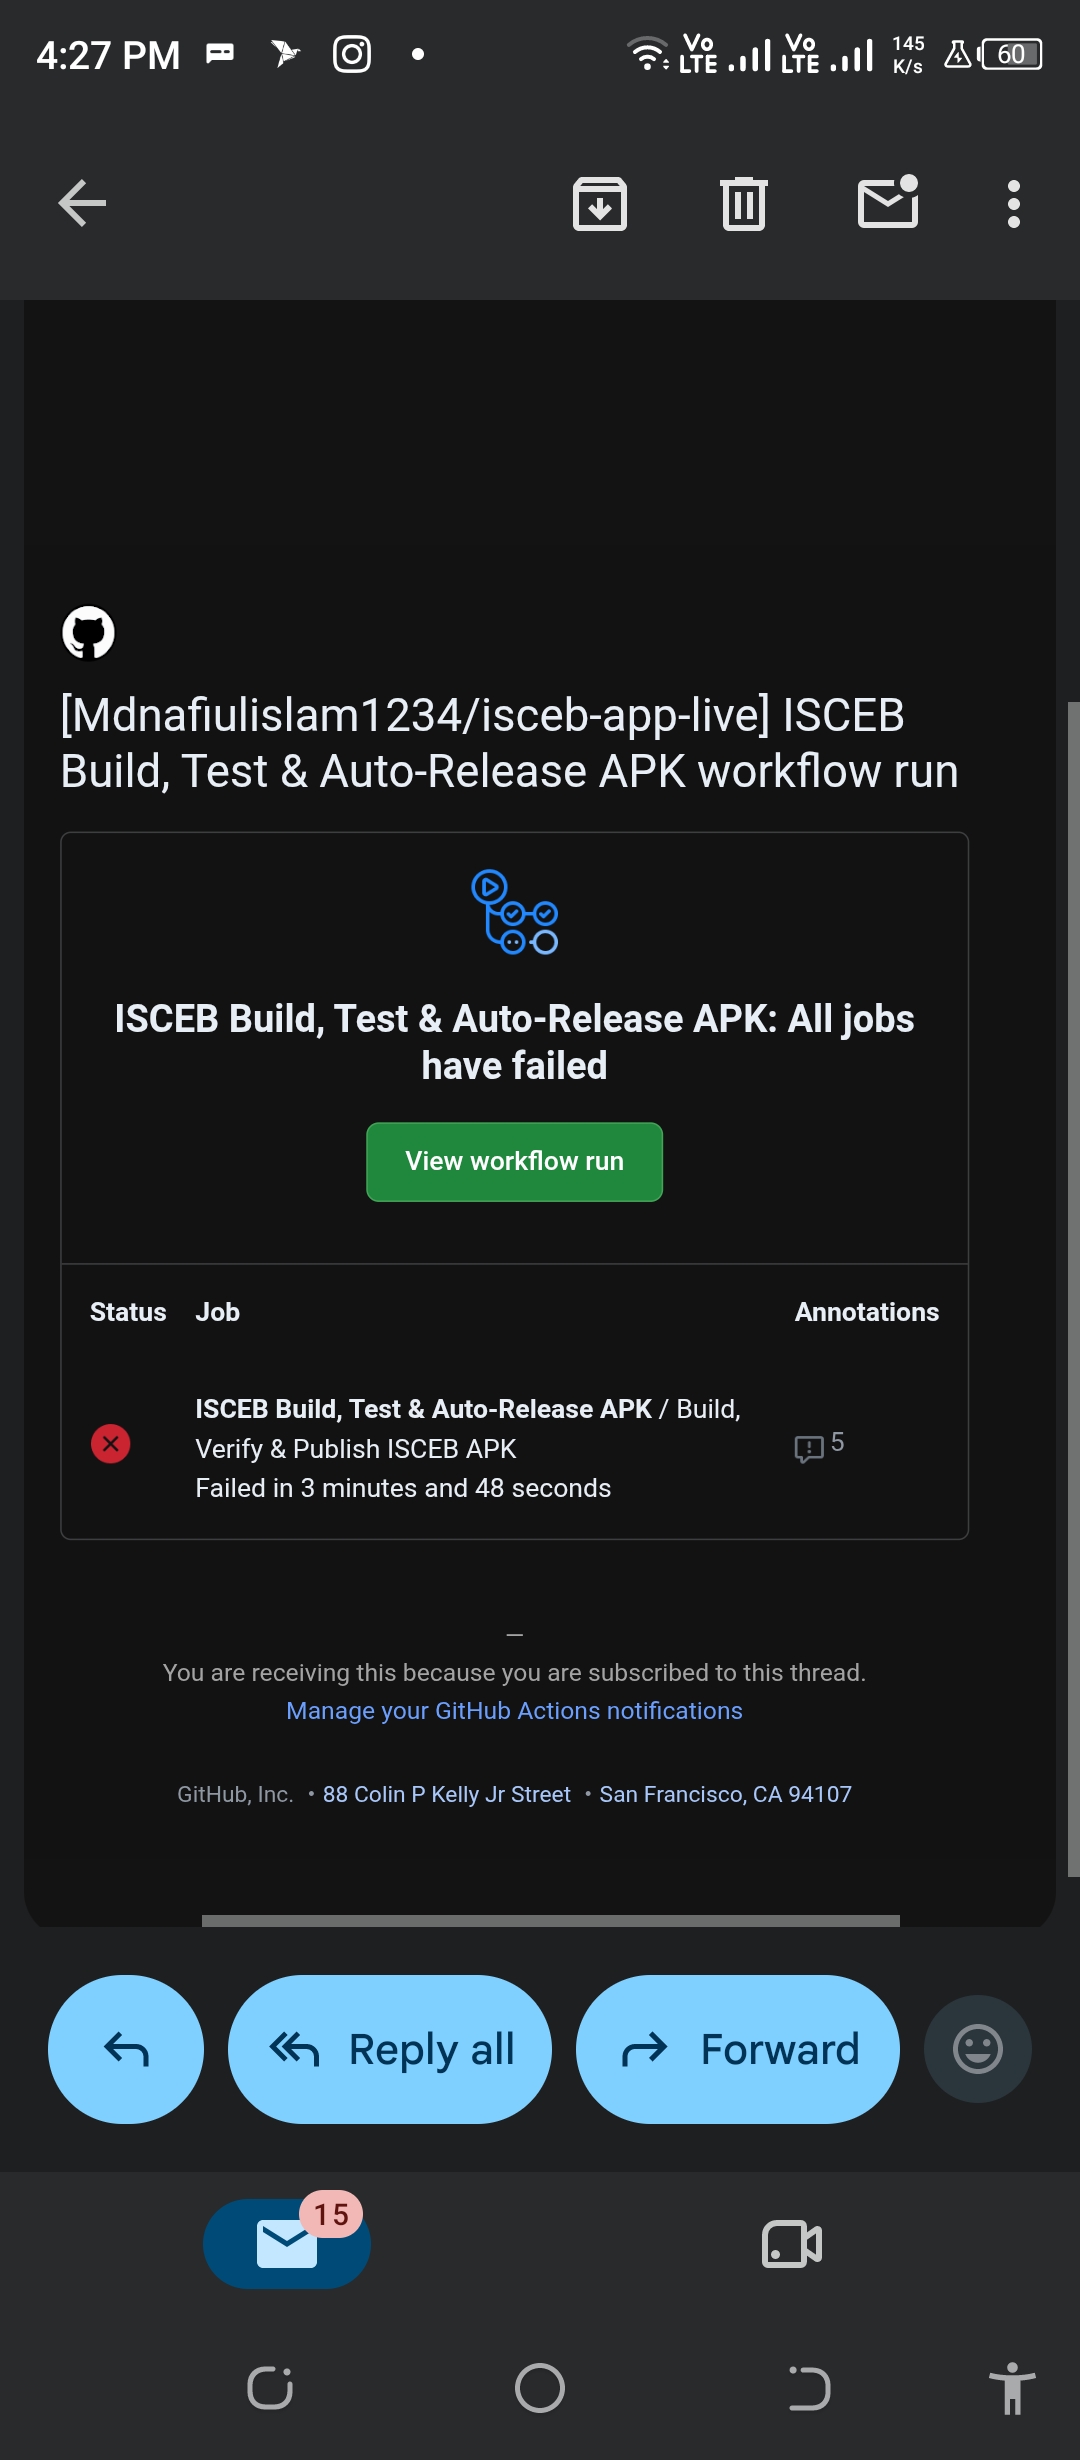 4:27 PM
Vo LTE Vo LTE 145 K/s 60
[Mdnafiulislam1234/isceb-app-live] ISCEB
Build, Test & Auto-Release APK workflow run
ISCEB Build, Test & Auto-Release APK: All jobs
have failed
View workflow run
Status Job Annotations
ISCEB Build, Test & Auto-Release APK / Build,
Verify & Publish ISCEB APK
5
Failed in 3 minutes and 48 seconds
—
You are receiving this because you are subscribed to this thread.
Manage your GitHub Actions notifications
GitHub, Inc. • 88 Colin P Kelly Jr Street • San Francisco, CA 94107
Reply all Forward
15